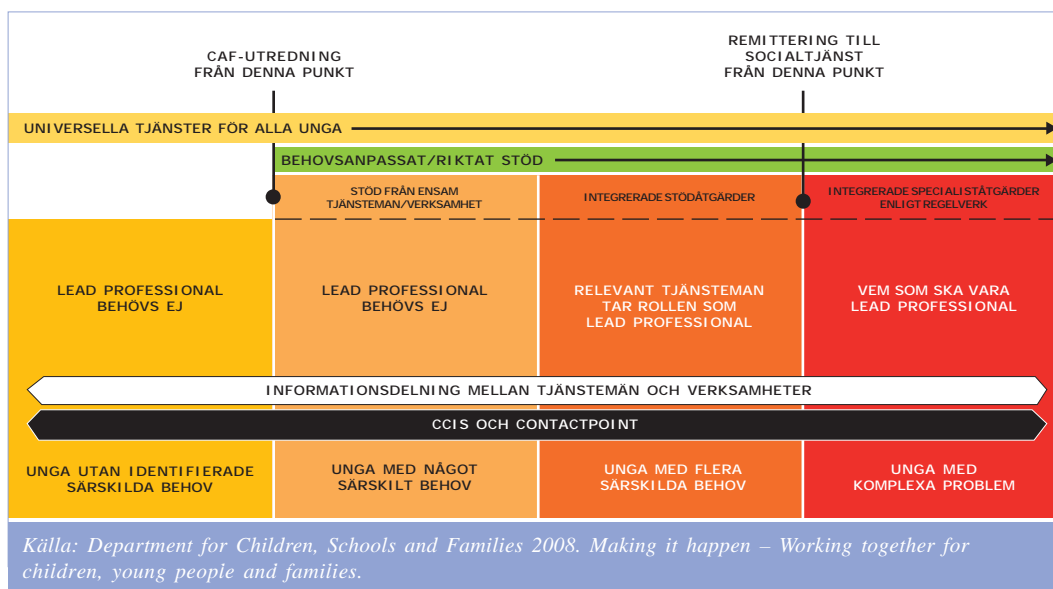 CAF-UTREDNING
FRÅN DENNA PUNKT
REMITTERING TILL
SOCIALTJÄNST
FRÅN DENNA PUNKT
UNIVERSELLA TJÄNSTER FÖR ALLA UNGA
BEHOVSANPASSAT/RIKTAT STÖD
STÖD FRÅN ENSAM
TJÄNSTEMAN/VERKSAMHET
INTEGRERADE STÖDÅTGÄRDER
INTEGRERADE SPECIALISTÅTGÄRDER
ENLIGT REGELVERK
LEAD PROFESSIONAL
BEHÖVS EJ
LEAD PROFESSIONAL
BEHÖVS EJ
RELEVANT TJÄNSTEMAN
TAR ROLLEN SOM
LEAD PROFESSIONAL
VEM SOM SKA VARA
LEAD PROFESSIONAL
INFORMATIONSDELNING MELLAN TJÄNSTEMÄN OCH VERKSAMHETER
CCIS OCH CONTACTPOINT
UNGA UTAN IDENTIFIERADE
SÄRSKILDA BEHOV
UNGA MED NÅGOT
SÄRSKILT BEHOV
UNGA MED FLERA
SÄRSKILDA BEHOV
UNGA MED
KOMPLEXA PROBLEM
Källa: Department for Children, Schools and Families 2008. Making it happen – Working together for
children, young people and families.